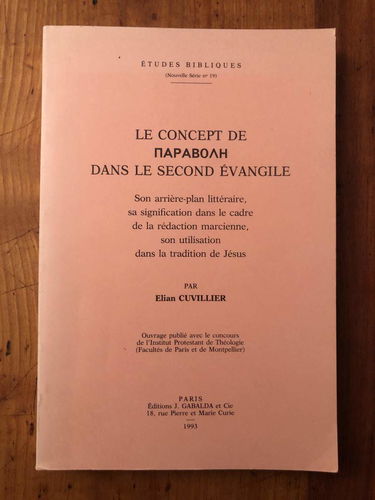 ÉTUDES BIBLIQUES
(Nouvelle Série nº 19)
LE CONCEPT DE
ΠΑΡΑΒΟΛΗ
DANS LE SECOND ÉVANGILE
Son arrière-plan littéraire,
sa signification dans le cadre
de la rédaction marcienne,
son utilisation
dans la tradition de Jésus
PAR
Elian CUVILLIER
Ouvrage publié avec le concours
de l'Institut Protestant de Théologie
(Facultés de Paris et de Montpellier)
PARIS
Éditions J. GABALDA et Cie
18, rue Pierre et Marie Curie
1993